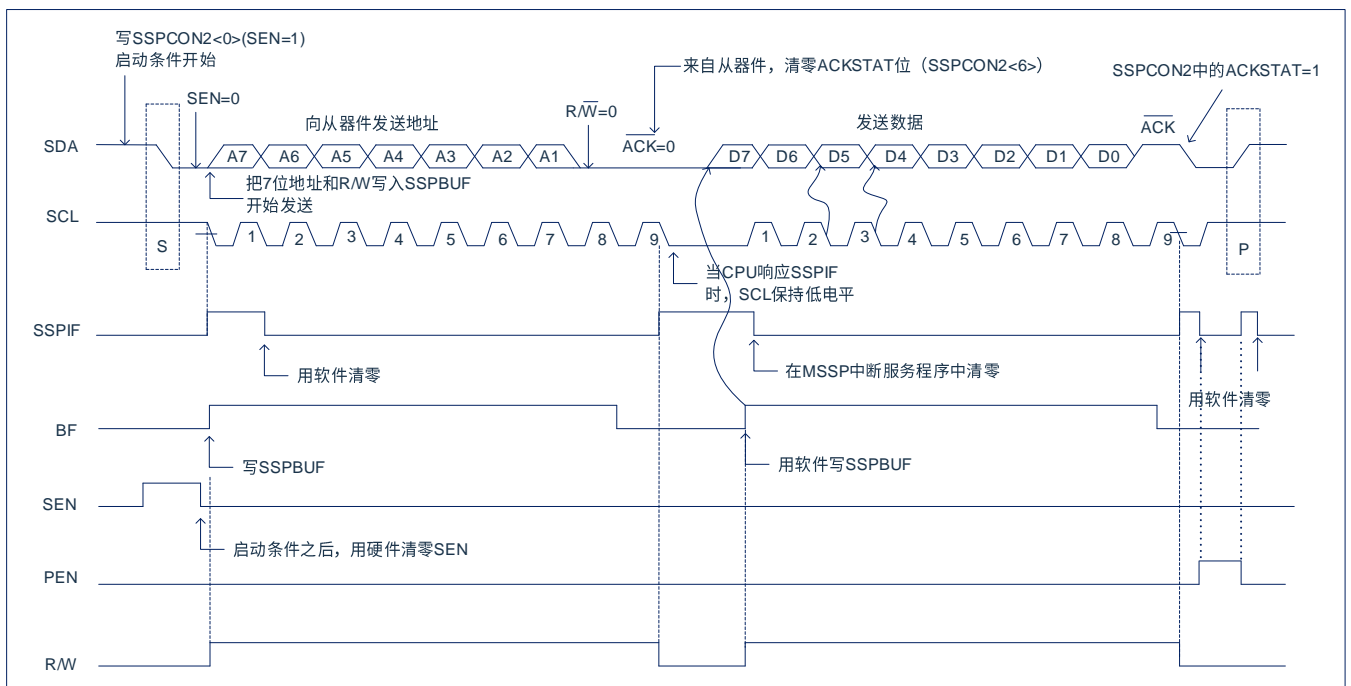 写SSPCON2<0>(SEN=1)
启动条件开始
SEN=0
向从器件发送地址
R/W=0
来自从器件，清零ACKSTAT位（SSPCON2<6>）
ACK=0
发送数据
SSPCON2中的ACKSTAT=1
ACK
SDA
A7 A6 A5 A4 A3 A2 A1
D7 D6 D5 D4 D3 D2 D1 D0
把7位地址和R/W写入SSPBUF
开始发送
SCL
S
1 2 3 4 5 6 7 8 9
1 2 3 4 5 6 7 8 9
P
当CPU响应SSPIF
时，SCL保持低电平
SSPIF
用软件清零
在MSSP中断服务程序中清零
用软件清零
BF
写SSPBUF
用软件写SSPBUF
SEN
启动条件之后，用硬件清零SEN
PEN
R/W